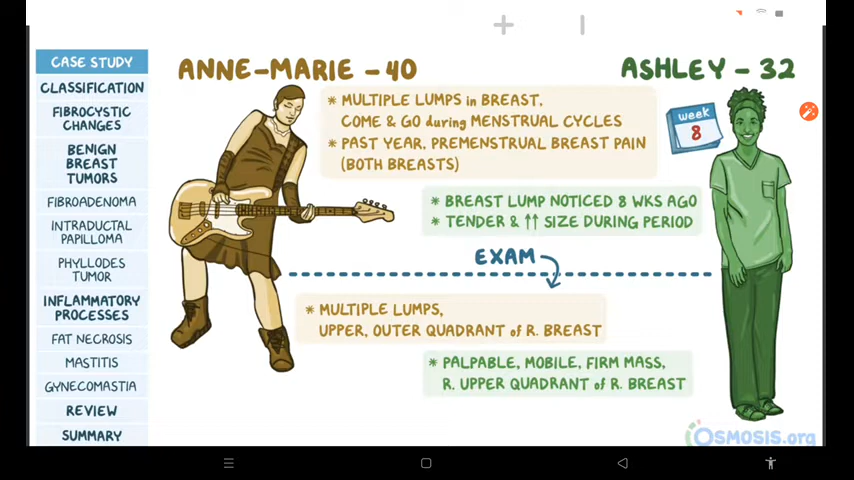 CASE STUDY
CLASSIFICATION
FIBROCYSTIC
CHANGES
BENIGN
BREAST
TUMORS
FIBROADENOMA
INTRADUCTAL
PAPILLOMA
PHYLLODES
TUMOR
INFLAMMATORY
PROCESSES
FAT NECROSIS
MASTITIS
GYNECOMASTIA
REVIEW
SUMMARY
ANNE-MARIE - 40
* MULTIPLE LUMPS in BREAST,
COME & GO during MENSTRUAL CYCLES
* PAST YEAR, PREMENSTRUAL BREAST PAIN
(BOTH BREASTS)
ASHLEY - 32
week
8
* BREAST LUMP NOTICED 8 WKS AGO
* TENDER & ↑↑ SIZE DURING PERIOD
EXAM
* MULTIPLE LUMPS,
UPPER, OUTER QUADRANT of R. BREAST
* PALPABLE, MOBILE, FIRM MASS,
R. UPPER QUADRANT of R. BREAST
OSMOSIS.org